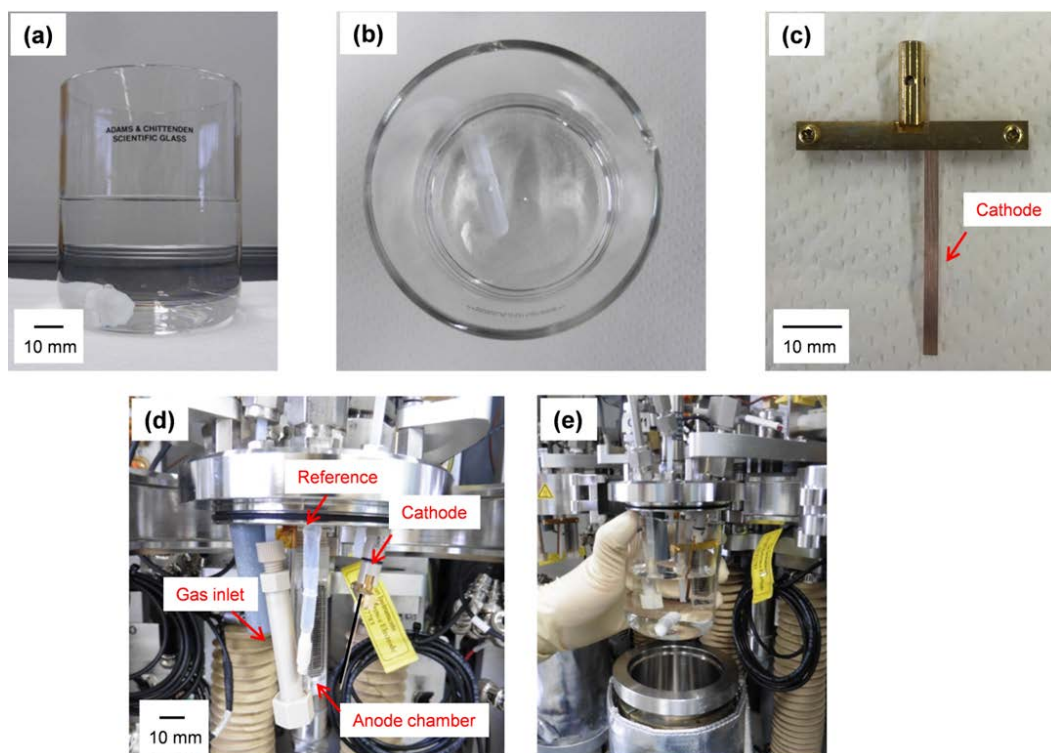 (a)
ADAMS & CHITTENDEN
SCIENTIFIC GLASS
10 mm
(b)
(c)
Cathode
10 mm
(d)
Reference
Cathode
Gas inlet
Anode chamber
10 mm
(e)